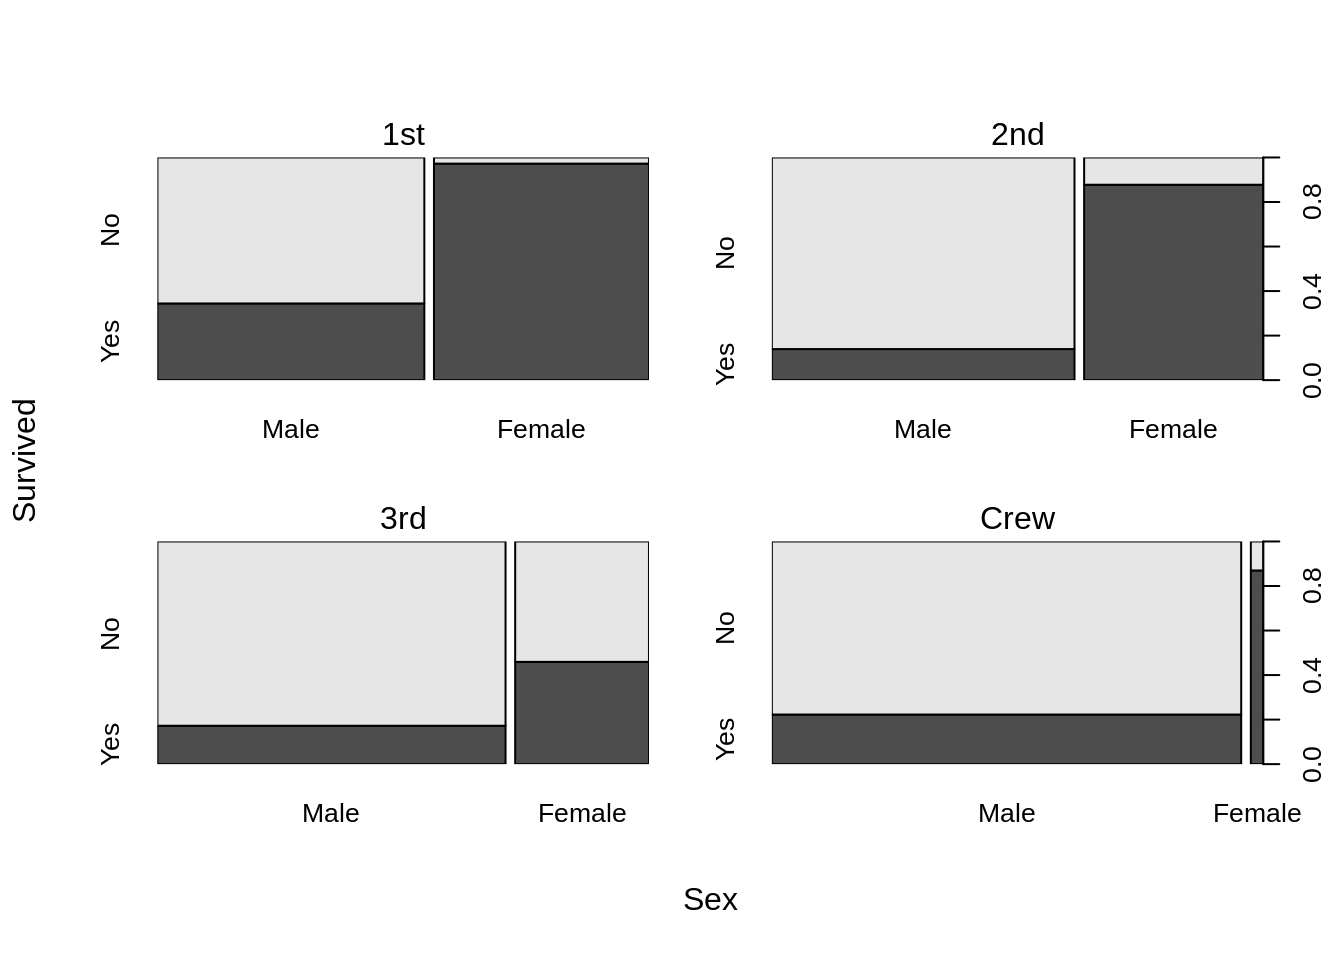 1st
2nd
No
Yes
Male
Female
No
Yes
Male
Female
0.0
0.4
0.8
Survived
3rd
Crew
No
Yes
Male
Female
No
Yes
Male
Female
0.0
0.4
0.8
Sex